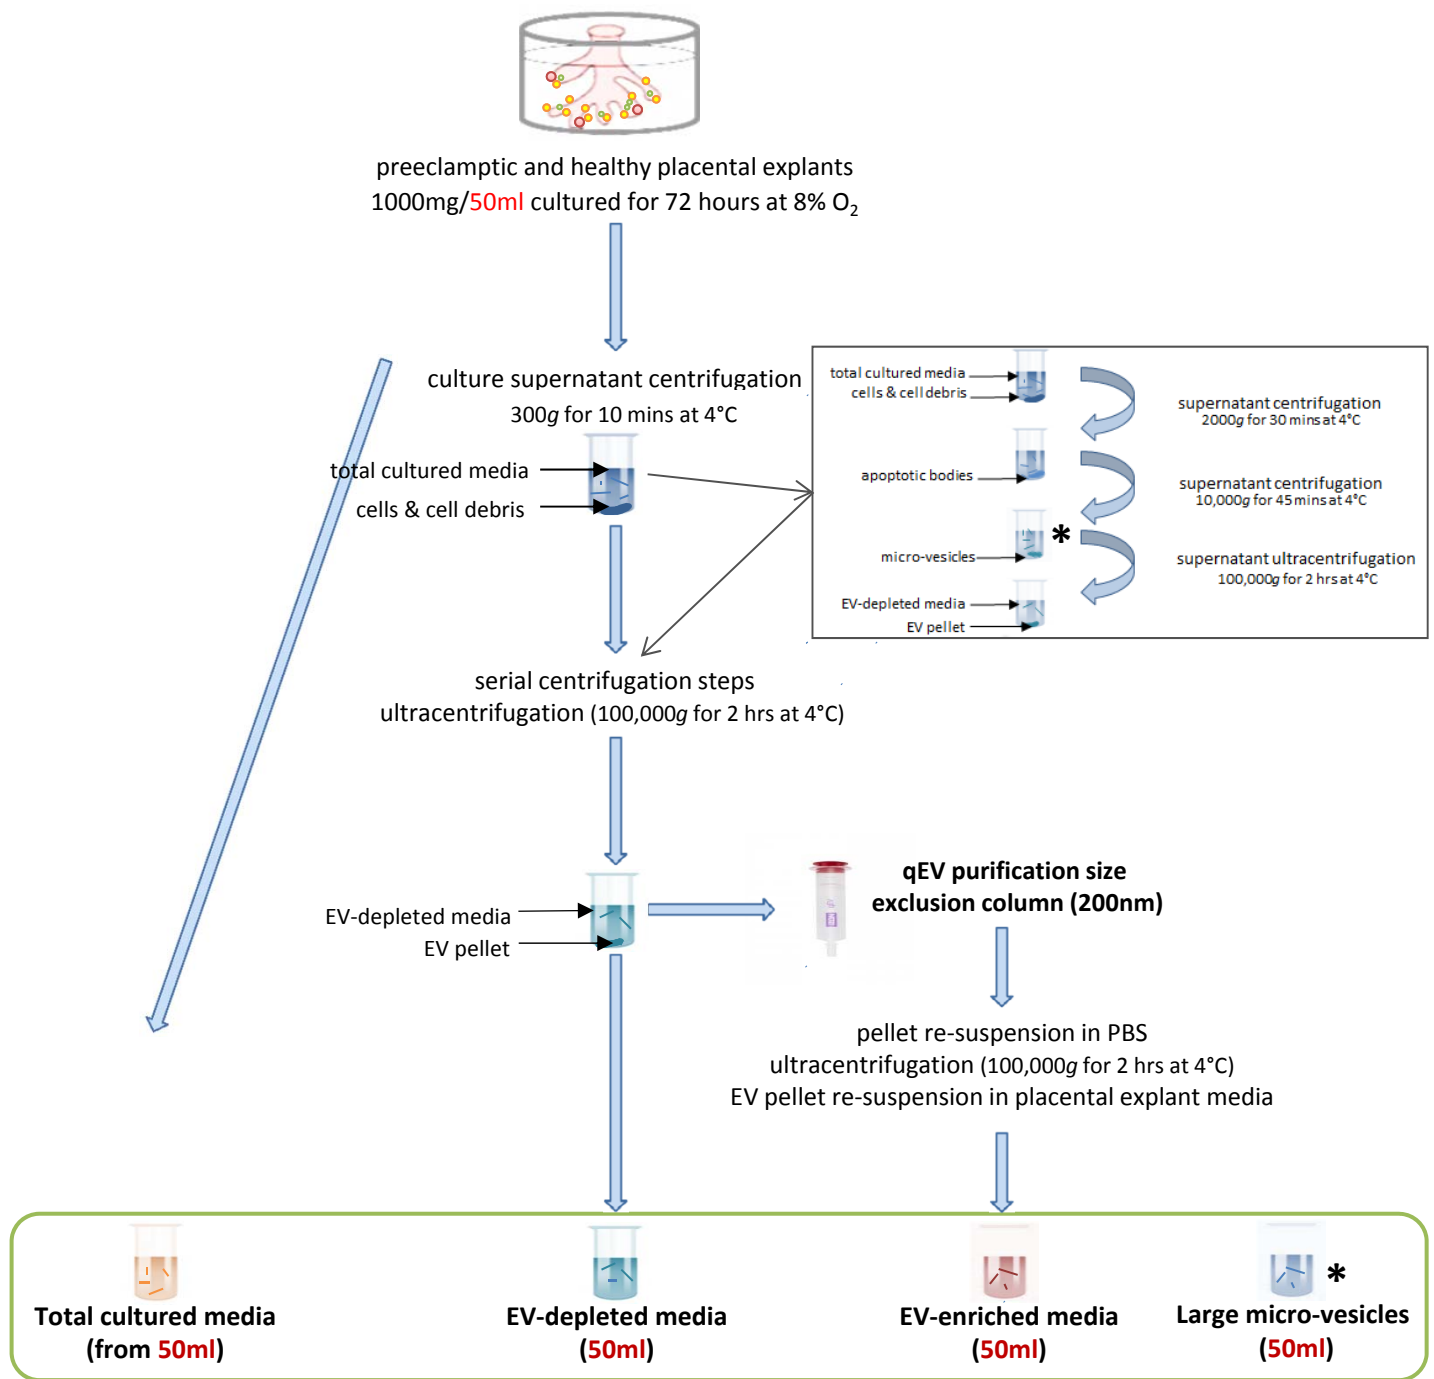 preeclamptic and healthy placental explants
1000mg/50ml cultured for 72 hours at 8% O₂
culture supernatant centrifugation
300g for 10 mins at 4°C
total cultured media
cells & cell debris
total cultured media
cells & cell debris
supernatant centrifugation
2000g for 30 mins at 4°C
apoptotic bodies
supernatant centrifugation
10,000g for 45 mins at 4°C
*
micro-vesicles
supernatant ultracentrifugation
100,000g for 2 hrs at 4°C
EV-depleted media
EV pellet
serial centrifugation steps
ultracentrifugation (100,000g for 2 hrs at 4°C)
EV-depleted media
EV pellet
qEV purification size
exclusion column (200nm)
pellet re-suspension in PBS
ultracentrifugation (100,000g for 2 hrs at 4°C)
EV pellet re-suspension in placental explant media
Total cultured media
(from 50ml)
EV-depleted media
(50ml)
EV-enriched media
(50ml)
*
Large micro-vesicles
(50ml)